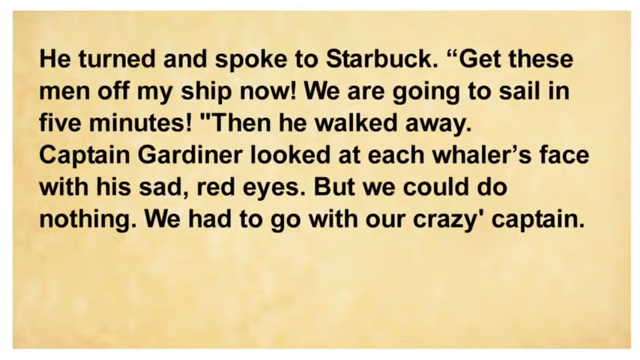 He turned and spoke to Starbuck. “Get these
men off my ship now! We are going to sail in
five minutes! "Then he walked away.
Captain Gardiner looked at each whaler’s face
with his sad, red eyes. But we could do
nothing. We had to go with our crazy' captain.